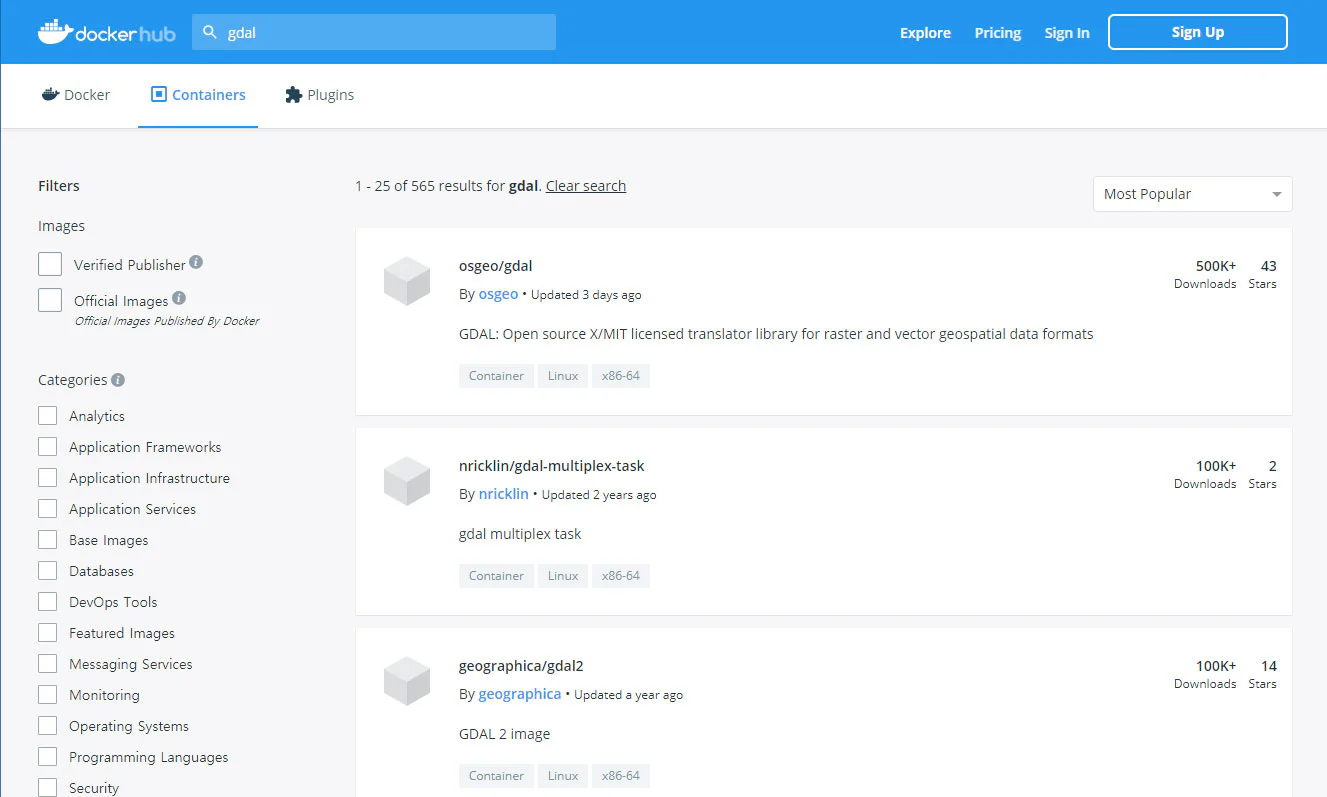 dockerhub
gdal
Explore Pricing Sign In Sign Up
Docker Containers Plugins
Filters
Images
Verified Publisher i
Official Images i
Official Images Published By Docker
Categories i
Analytics
Application Frameworks
Application Infrastructure
Application Services
Base Images
Databases
DevOps Tools
Featured Images
Messaging Services
Monitoring
Operating Systems
Programming Languages
Security
1 - 25 of 565 results for gdal. Clear search
Most Popular
osgeo/gdal
By osgeo • Updated 3 days ago
GDAL: Open source X/MIT licensed translator library for raster and vector geospatial data formats
Container Linux x86-64
500K+ 43
Downloads Stars
nricklin/gdal-multiplex-task
By nricklin • Updated 2 years ago
gdal multiplex task
Container Linux x86-64
100K+ 2
Downloads Stars
geographica/gdal2
By geographica • Updated a year ago
GDAL 2 image
Container Linux x86-64
100K+ 14
Downloads Stars